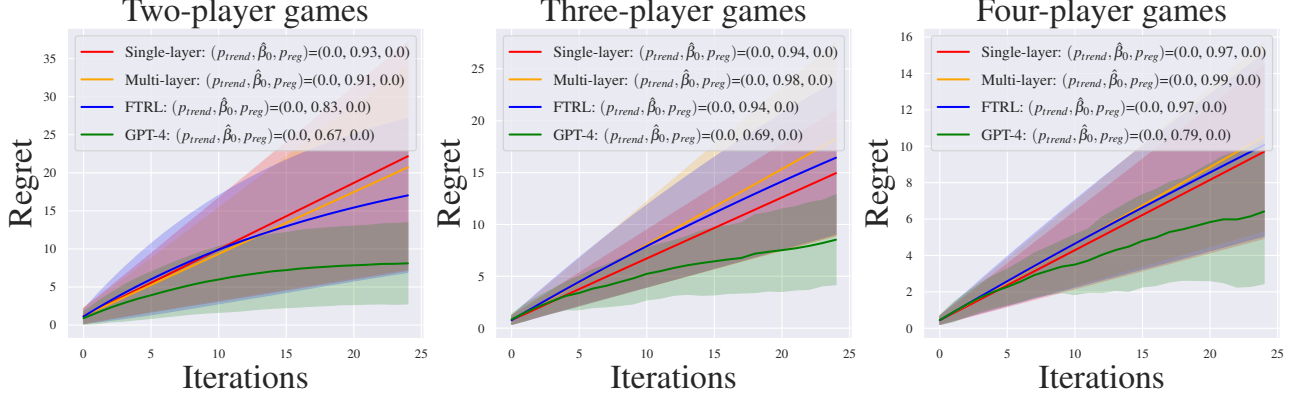 Two-player games
Regret
35
30
25
20
15
10
5
0
Single-layer: (p_trend, β̂_0, p_reg)=(0.0, 0.93, 0.0)
Multi-layer: (p_trend, β̂_0, p_reg)=(0.0, 0.91, 0.0)
FTRL: (p_trend, β̂_0, p_reg)=(0.0, 0.83, 0.0)
GPT-4: (p_trend, β̂_0, p_reg)=(0.0, 0.67, 0.0)
0 5 10 15 20 25
Iterations
Three-player games
Regret
25
20
15
10
5
0
Single-layer: (p_trend, β̂_0, p_reg)=(0.0, 0.94, 0.0)
Multi-layer: (p_trend, β̂_0, p_reg)=(0.0, 0.98, 0.0)
FTRL: (p_trend, β̂_0, p_reg)=(0.0, 0.94, 0.0)
GPT-4: (p_trend, β̂_0, p_reg)=(0.0, 0.69, 0.0)
0 5 10 15 20 25
Iterations
Four-player games
Regret
16
14
12
10
8
6
4
2
0
Single-layer: (p_trend, β̂_0, p_reg)=(0.0, 0.97, 0.0)
Multi-layer: (p_trend, β̂_0, p_reg)=(0.0, 0.99, 0.0)
FTRL: (p_trend, β̂_0, p_reg)=(0.0, 0.97, 0.0)
GPT-4: (p_trend, β̂_0, p_reg)=(0.0, 0.79, 0.0)
0 5 10 15 20 25
Iterations